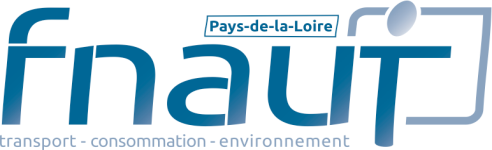 Pays-de-la-Loire
fnaut
transport - consommation - environnement